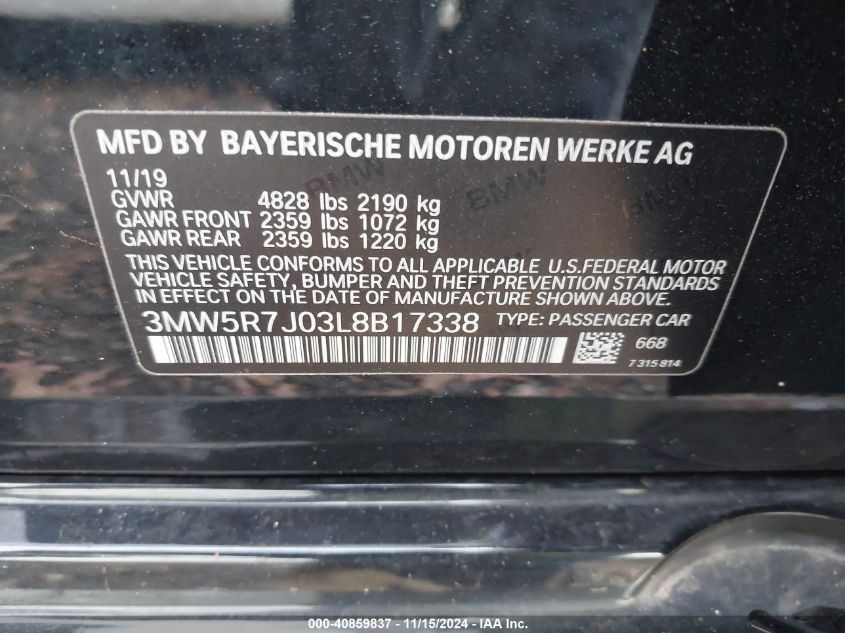 MFD BY BAYERISCHE MOTOREN WERKE AG
11/19
GVWR 4828 lbs 2190 kg
GAWR FRONT 2359 lbs 1072 kg
GAWR REAR 2359 lbs 1220 kg
THIS VEHICLE CONFORMS TO ALL APPLICABLE U.S.FEDERAL MOTOR
VEHICLE SAFETY, BUMPER AND THEFT PREVENTION STANDARDS
IN EFFECT ON THE DATE OF MANUFACTURE SHOWN ABOVE.
3MW5R7J03L8B17338 TYPE: PASSENGER CAR
668
7 315 814
BMW
BMW
BMW
000-40859837 - 11/15/2024 - IAA Inc.